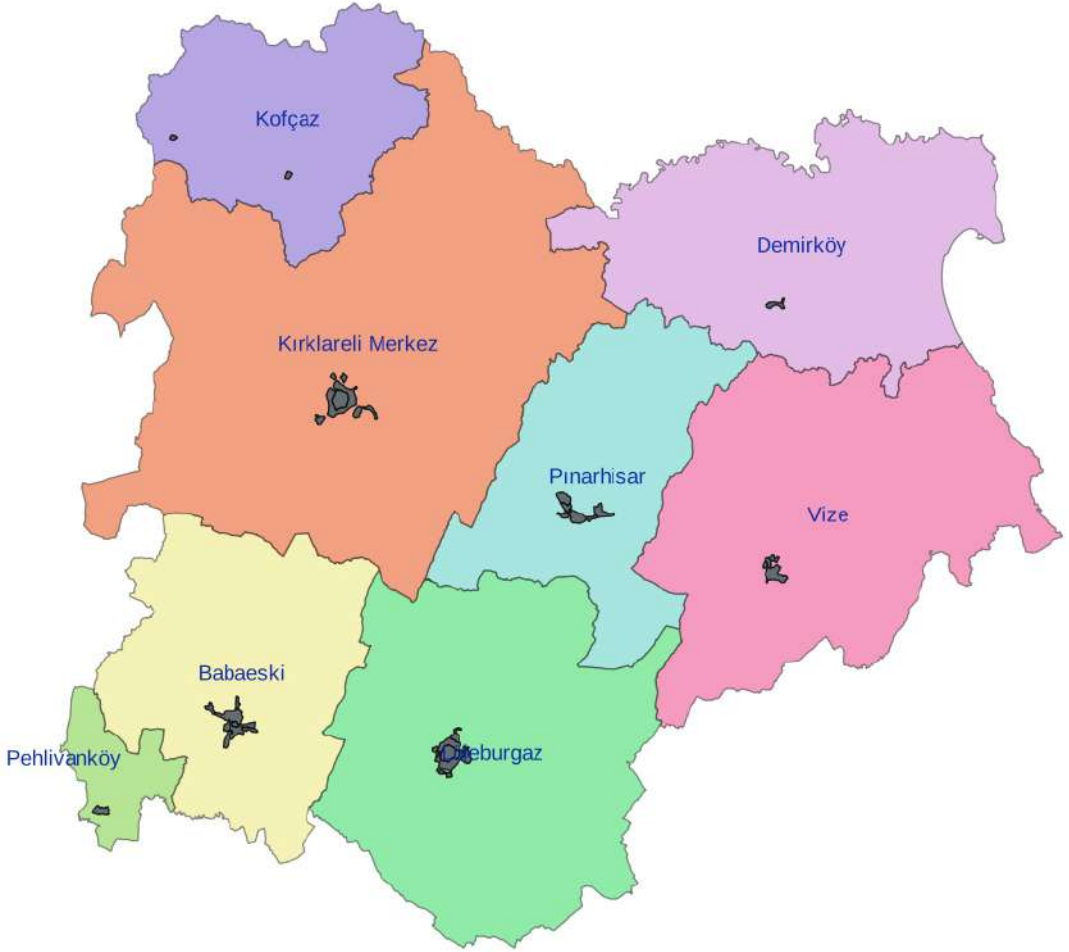 Kofçaz
Demirköy
Kırklareli Merkez
Pınarhisar
Vize
Babaeski
Pehlivanköy